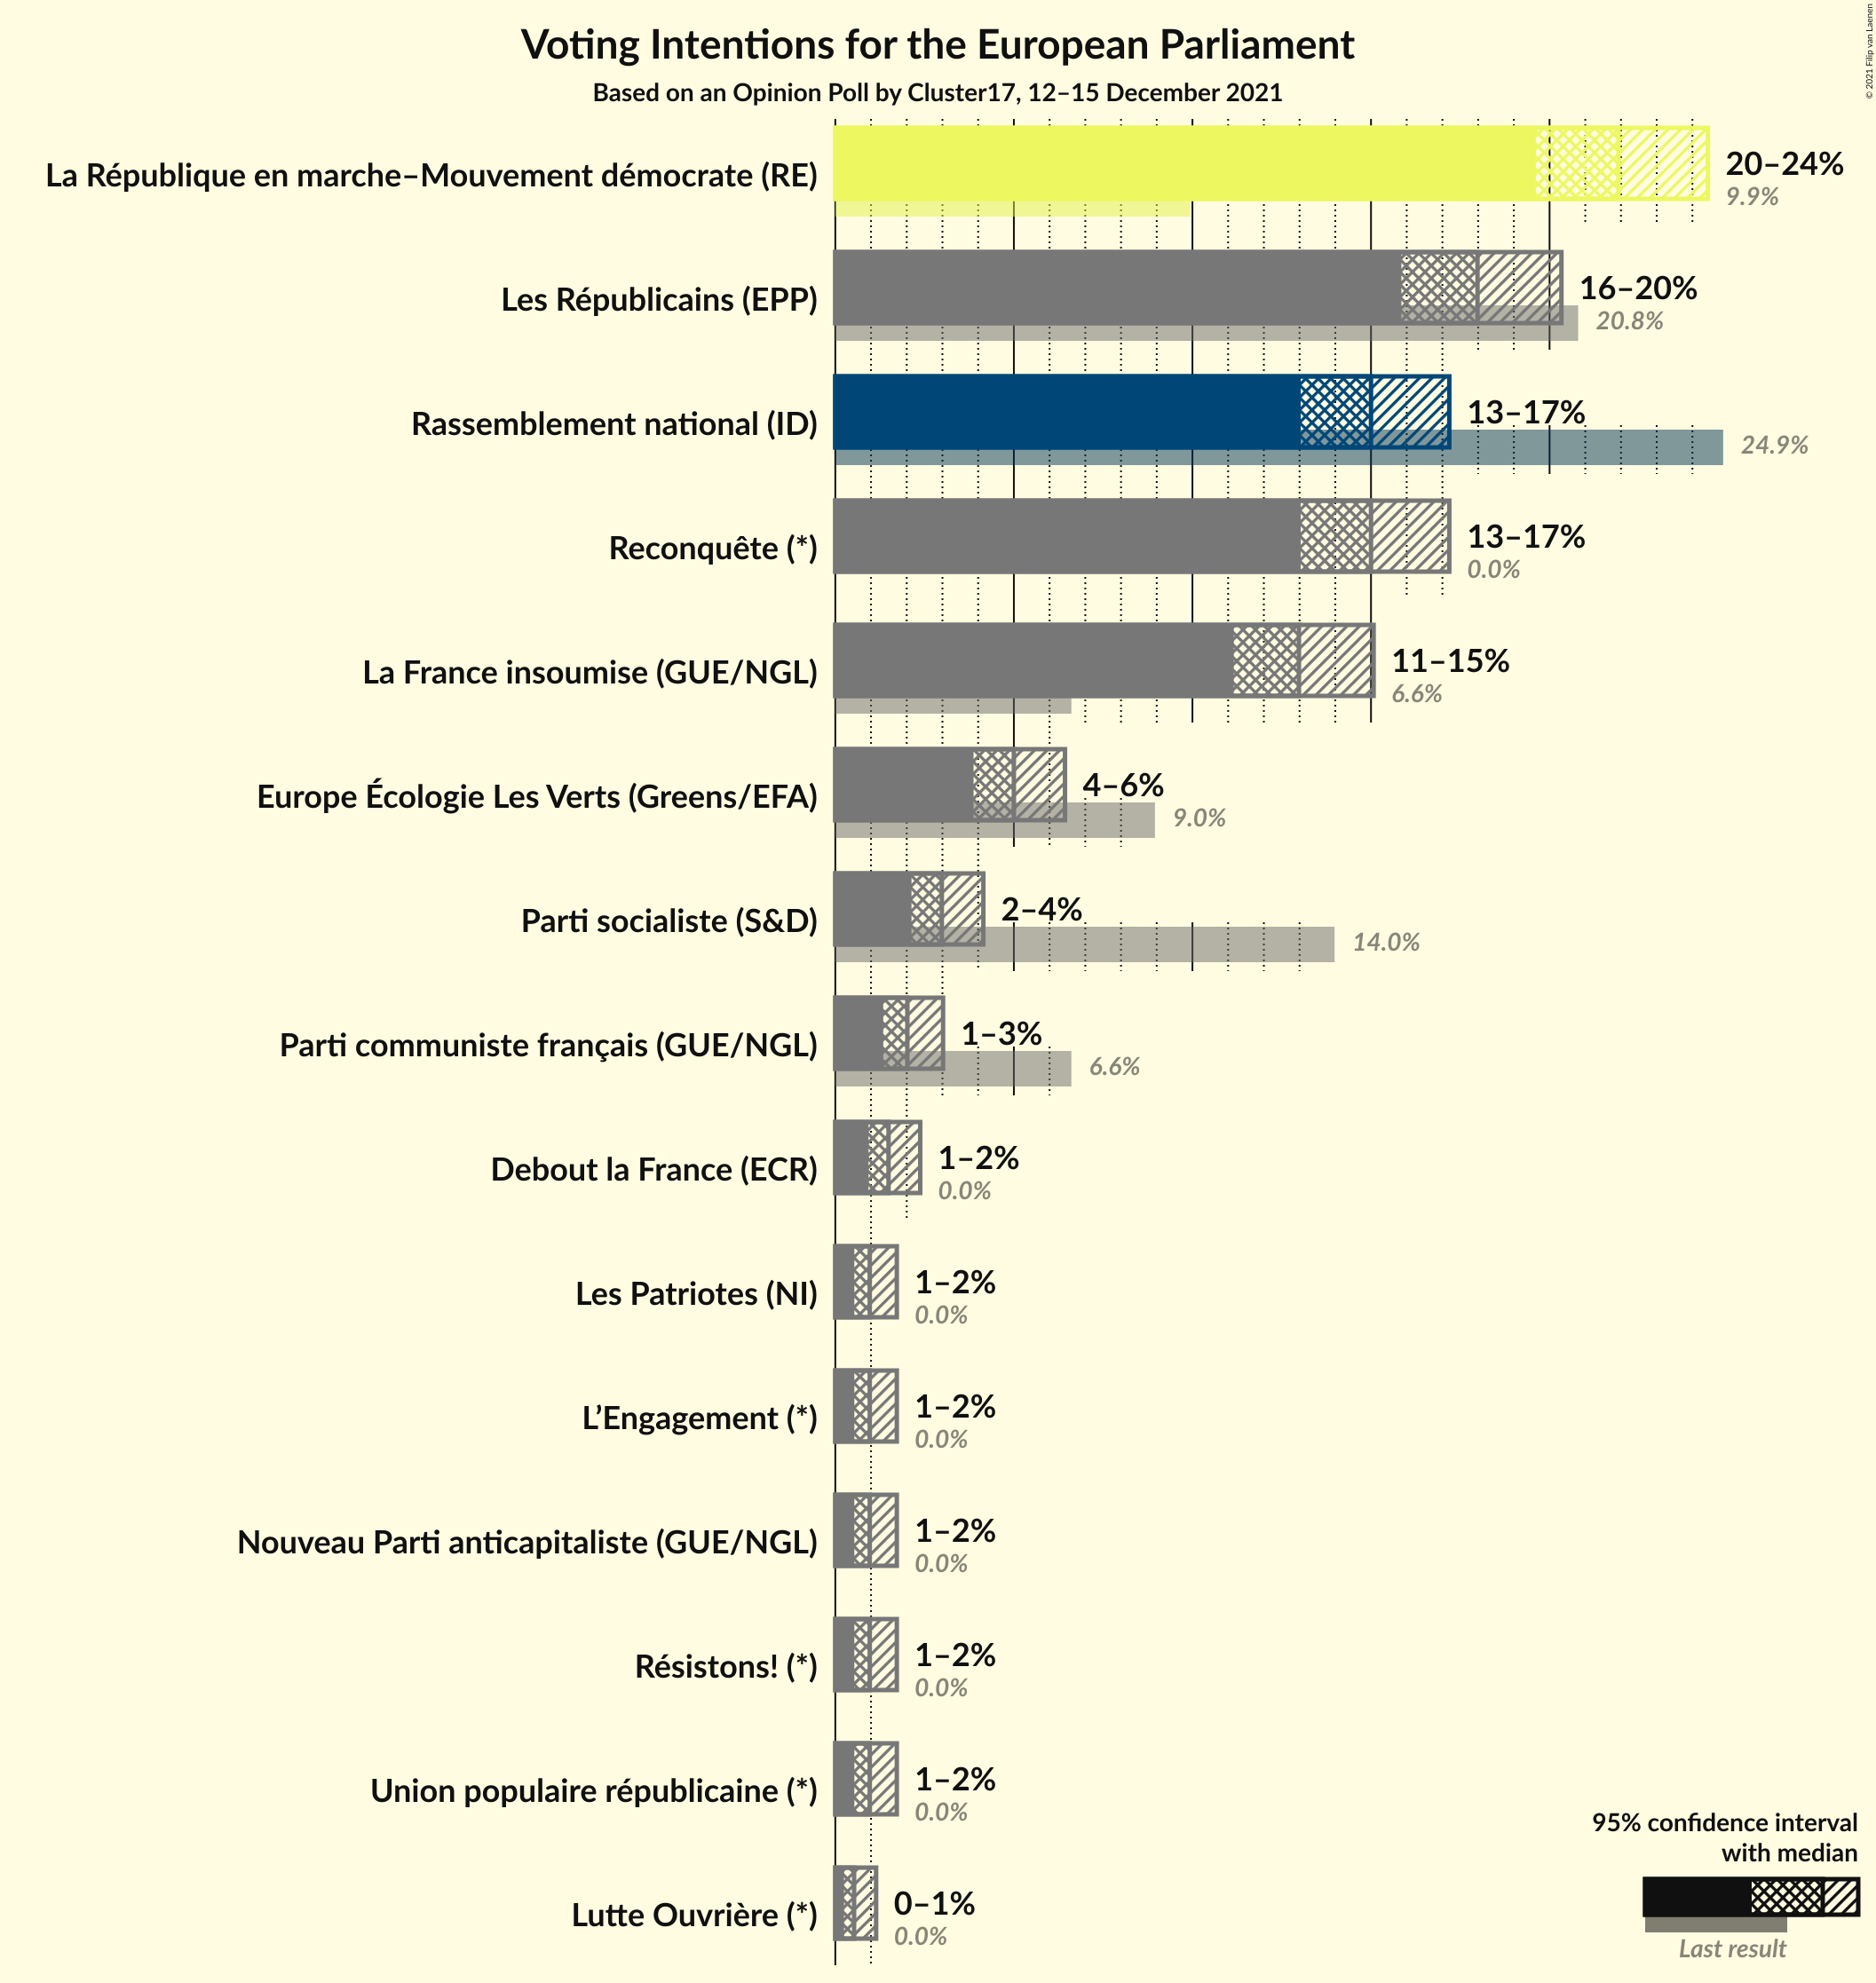 Voting Intentions for the European Parliament
Based on an Opinion Poll by Cluster17, 12–15 December 2021
© 2021 Filip van Laenen
La République en marche–Mouvement démocrate (RE)
20–24%
9.9%
Les Républicains (EPP)
16–20%
20.8%
Rassemblement national (ID)
13–17%
24.9%
Reconquête (*)
13–17%
0.0%
La France insoumise (GUE/NGL)
11–15%
6.6%
Europe Écologie Les Verts (Greens/EFA)
4–6%
9.0%
Parti socialiste (S&D)
2–4%
14.0%
Parti communiste français (GUE/NGL)
1–3%
6.6%
Debout la France (ECR)
1–2%
0.0%
Les Patriotes (NI)
1–2%
0.0%
L’Engagement (*)
1–2%
0.0%
Nouveau Parti anticapitaliste (GUE/NGL)
1–2%
0.0%
Résistons! (*)
1–2%
0.0%
Union populaire républicaine (*)
1–2%
0.0%
Lutte Ouvrière (*)
0–1%
0.0%
95% confidence interval
with median
Last result